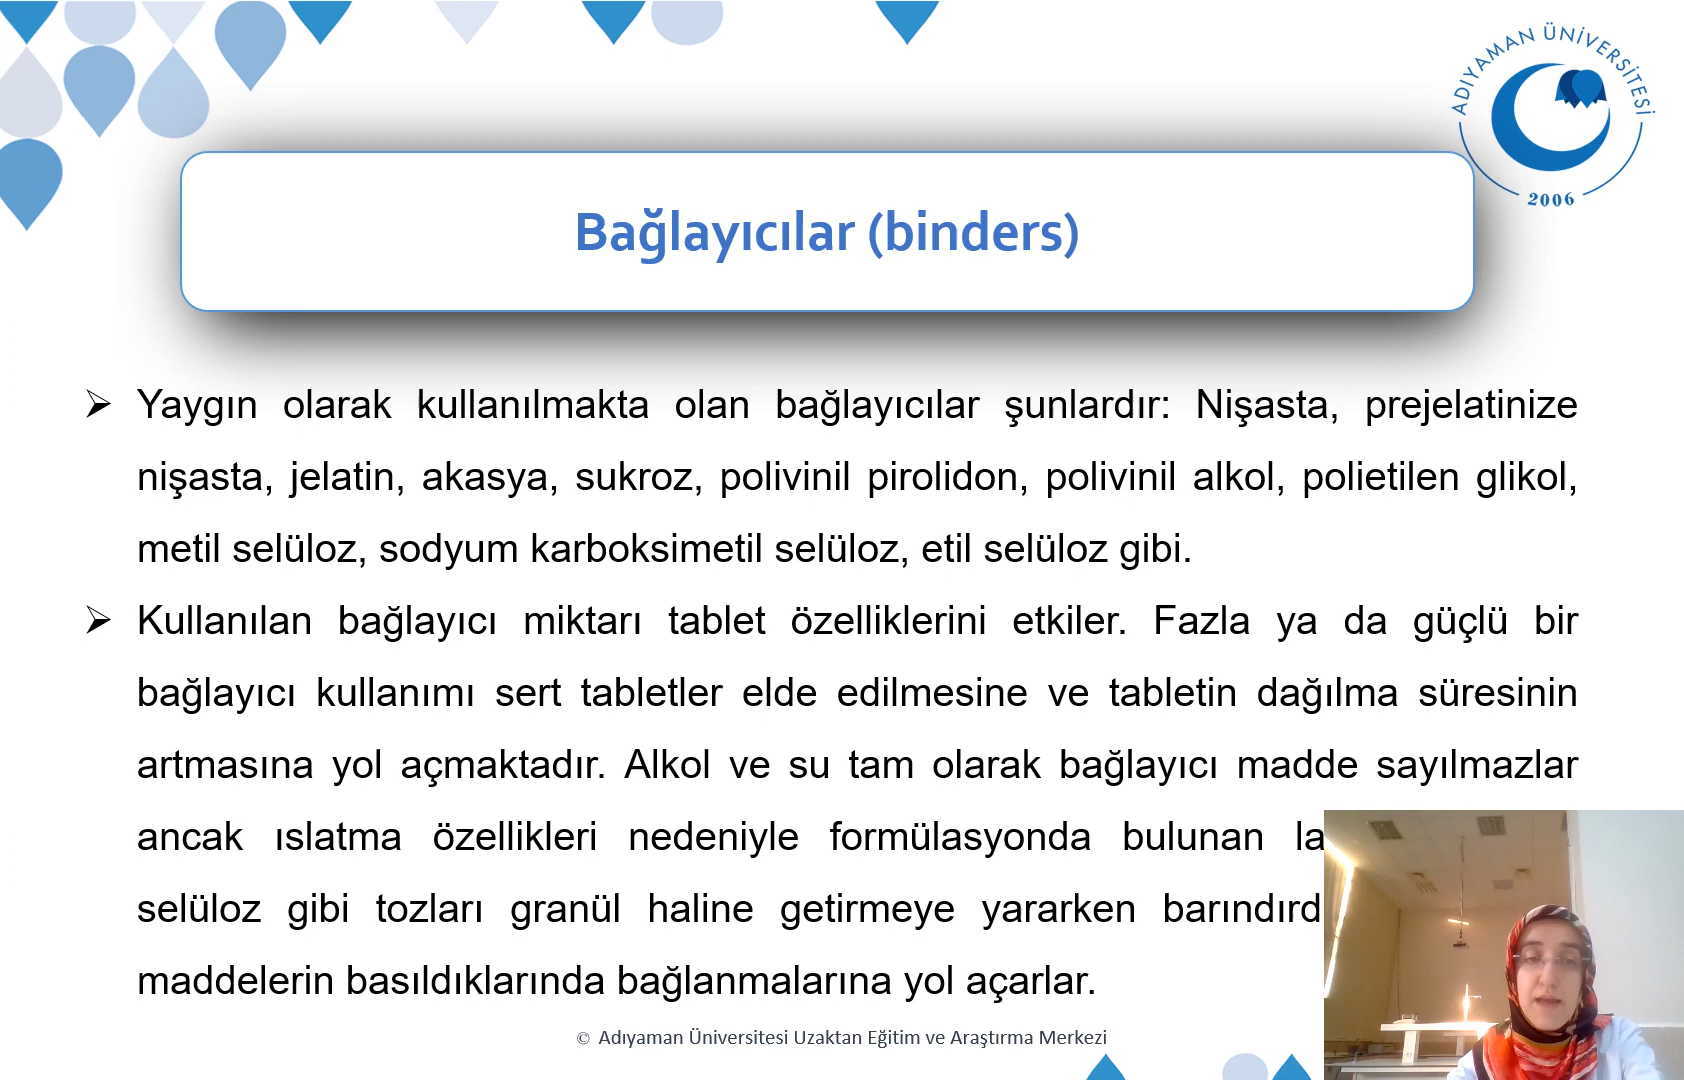 ADIYAMAN ÜNİVERSİTESİ
2006
Bağlayıcılar (binders)
Yaygın olarak kullanılmakta olan bağlayıcılar şunlardır: Nişasta, prejelatinize
nişasta, jelatin, akasya, sukroz, polivinil pirolidon, polivinil alkol, polietilen glikol,
metil selüloz, sodyum karboksimetil selüloz, etil selüloz gibi.
Kullanılan bağlayıcı miktarı tablet özelliklerini etkiler. Fazla ya da güçlü bir
bağlayıcı kullanımı sert tabletler elde edilmesine ve tabletin dağılma süresinin
artmasına yol açmaktadır. Alkol ve su tam olarak bağlayıcı madde sayılmazlar
ancak ıslatma özellikleri nedeniyle formülasyonda bulunan
selüloz gibi tozları granül haline getirmeye yararken
maddelerin basıldıklarında bağlanmalarına yol açarlar.
© Adıyaman Üniversitesi Uzaktan Eğitim ve Araştırma Merkezi